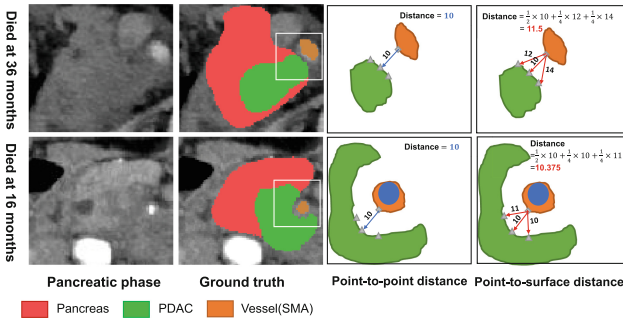 Died at 36 months
Distance = 10
10
Distance = 1/2 × 10 + 1/4 × 12 + 1/4 × 14
= 11.5
12
10
14
Died at 16 months
Distance = 10
10
Distance
= 1/2 × 10 + 1/4 × 10 + 1/4 × 11
=10.375
11
10
10
Pancreatic phase
Ground truth
Point-to-point distance
Point-to-surface distance
Pancreas
PDAC
Vessel(SMA)